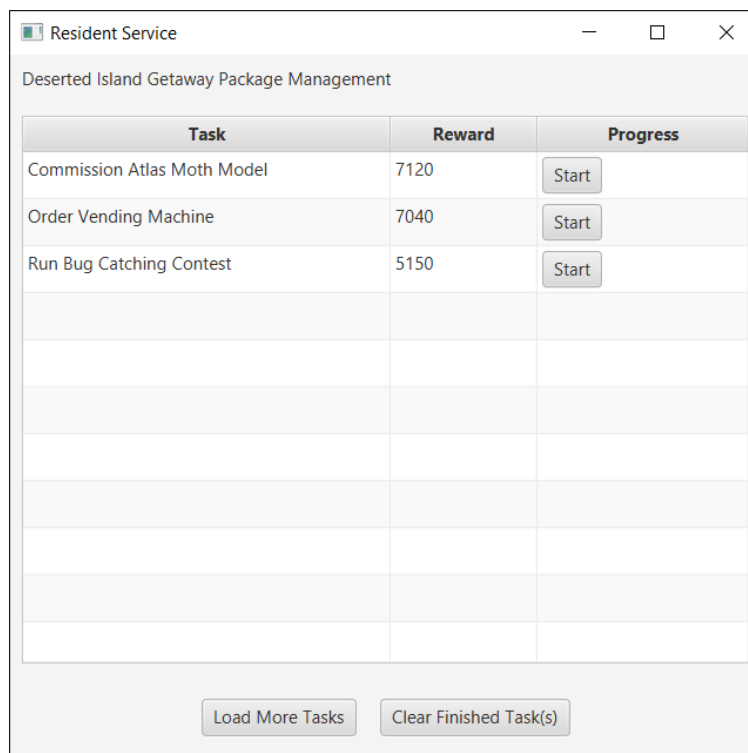 Resident Service
Deserted Island Getaway Package Management
Task Reward Progress
Commission Atlas Moth Model 7120 Start
Order Vending Machine 7040 Start
Run Bug Catching Contest 5150 Start
Load More Tasks Clear Finished Task(s)